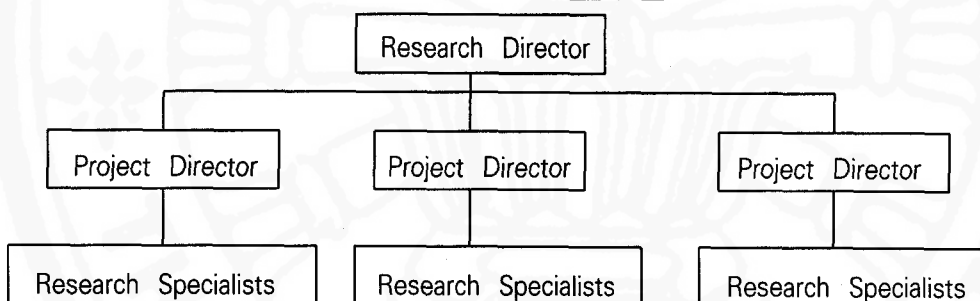 Research Director
Project Director Project Director Project Director
Research Specialists Research Specialists Research Specialists